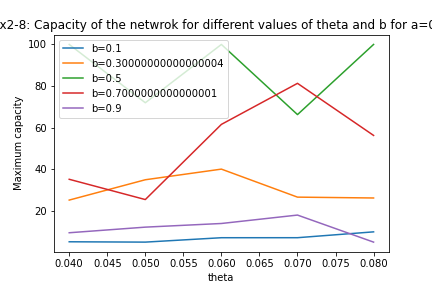 x2-8: Capacity of the netwrok for different values of theta and b for a=0
b=0.1
b=0.30000000000000004
b=0.5
b=0.7000000000000001
b=0.9
Maximum capacity
100
80
60
40
20
0.040 0.045 0.050 0.055 0.060 0.065 0.070 0.075 0.080
theta